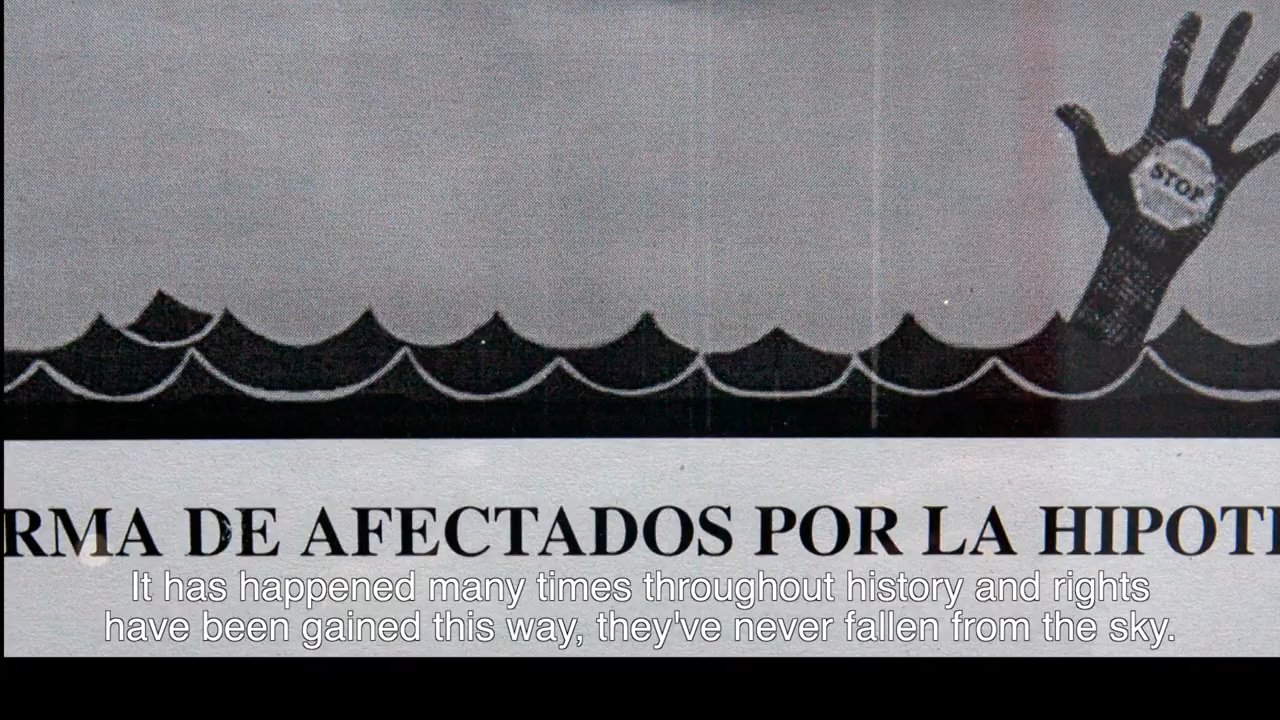 STOP
RMA DE AFECTADOS POR LA HIPOTE
It has happened many times throughout history and rights
have been gained this way, they've never fallen from the sky.